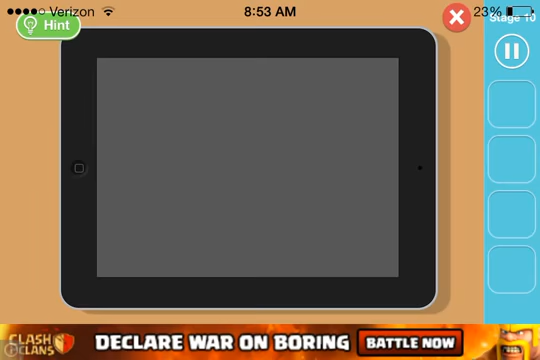 Verizon 8:53 AM 23%
Hint
Stage 10
CLASH OF CLANS
DECLARE WAR ON BORING
BATTLE NOW